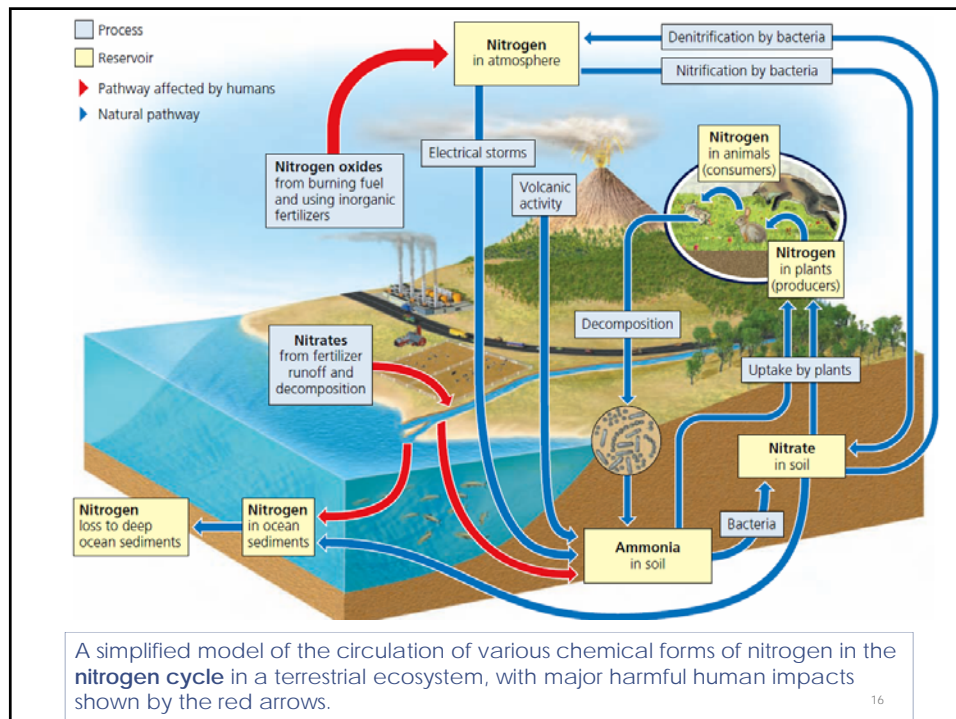 Process
Reservoir
Pathway affected by humans
Natural pathway
Nitrogen
in atmosphere
Denitrification by bacteria
Nitrification by bacteria
Nitrogen oxides
from burning fuel
and using inorganic
fertilizers
Electrical storms
Volcanic
activity
Nitrogen
in animals
(consumers)
Nitrogen
in plants
(producers)
Nitrates
from fertilizer
runoff and
decomposition
Decomposition
Uptake by plants
Nitrate
in soil
Nitrogen
loss to deep
ocean sediments
Nitrogen
in ocean
sediments
Ammonia
in soil
Bacteria
A simplified model of the circulation of various chemical forms of nitrogen in the
nitrogen cycle in a terrestrial ecosystem, with major harmful human impacts
shown by the red arrows.
16